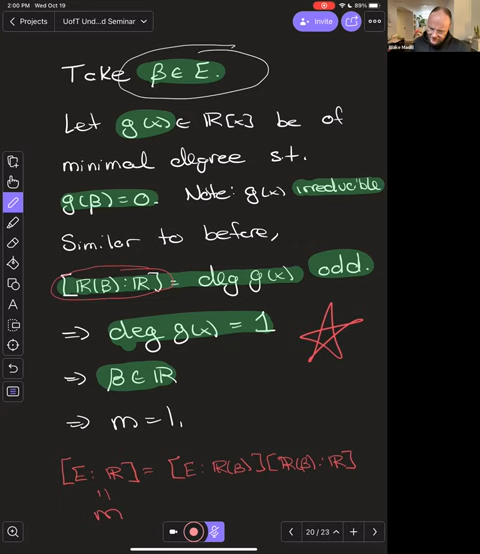 2:00 PM Wed Oct 19
89%
Projects
UofT Und...d Seminar
Invite
Take β ∈ E.
Let g(x) ∈ ℝ[x] be of
minimal degree s.t.
g(β) = 0. Note: g(x) irreducible
Similar to before,
[ℝ(β) : ℝ] = deg g(x) odd.
⇒ deg g(x) = 1
⇒ β ∈ ℝ
⇒ m = 1.
[E : ℝ] = [E : ℝ(β)][ℝ(β) : ℝ]
=
m
20/23